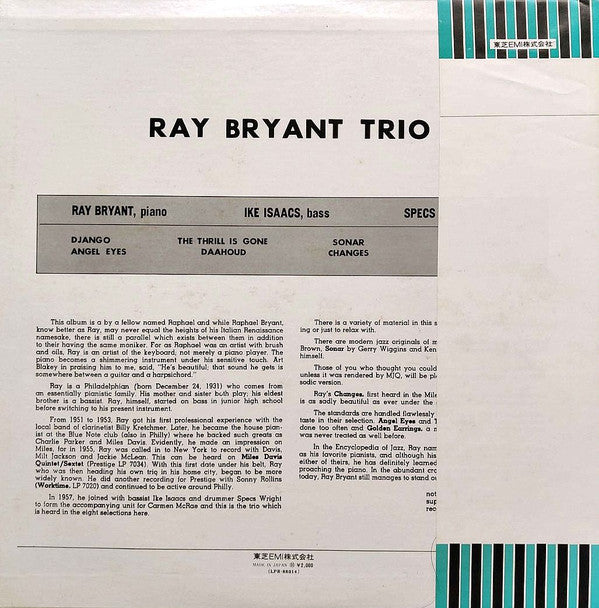 東芝EMI株式会社
RAY BRYANT TRIO
RAY BRYANT, piano IKE ISAACS, bass SPECS
DJANGO THE THRILL IS GONE SONAR
ANGEL EYES DAAHOUD CHANGES
This album is a by a fellow named Raphael and while Raphael Bryant,
know better as Ray, may never equal the heights of his Italian Renaissance
namesake, there is still a parallel which exists between them in addition
to their having the same moniker. For as Raphael was an artist with brush
and oils, Ray is an artist of the keyboard; not merely a piano player. The
piano becomes a shimmering instrument under his sensitive touch. Art
Blakey in praising him to me, said, "He's beautiful; that sound he gets is
somewhere between a guitar and a harpsichord."
Ray is a Philadelphian (born December 24, 1931) who comes from
an essentially pianistic family. His mother and sister both play; his eldest
brother is a bassist. Ray, himself, started on bass in junior high school
before switching to his present instrument.
From 1951 to 1953, Ray got his first professional experience with the
local band of clarinetist Billy Kretchmer. Later, he became the house pian-
ist at the Blue Note club (also in Philly) where he backed such greats as
Charlie Parker and Miles Davis. Evidently, he made an impression on
Miles, for in 1955, Ray was called in to New York to record with Davis,
Milt Jackson and Jackie McLean. This can be heard on Miles Davis
Quintet/Sextet (Prestige LP 7034). With this first date under his belt, Ray
who was then heading his own trio in his home city, began to be more
widely known. He did another recording for Prestige with Sonny Rollins
(Worktime, LP 7020) and continued to be active around Philly.
In 1957, he joined with bassist Ike Isaacs and drummer Specs Wright
to form the accompanying unit for Carmen McRae and this is the trio which
is heard in the eight selections here.
There is a variety of material in this s
ing or just to relax with.
There are modern jazz originals of m
Brown, Sonar by Gerry Wiggins and Ken
himself.
Those of you who thought you could
unless it was rendered by MJQ, will be pl
sodic version.
Ray's Changes, first heard in the Mile
is as sadly beautiful as ever under the
The standards are handled flawlessly
taste in their selection. Angel Eyes and T
done too often and Golden Earrings, a
was never treated as well before.
In the Encyclopedia of Jazz, Ray nam
as his favorite pianists, and although his
either of theirs, he has definitely learned
proaching the piano. In the abundant crc
today, Ray Bryant still manages to stand ou
not
sup
rec
東芝EMI株式会社
MADE IN JAPAN ¥2,000
(LPR-88014)